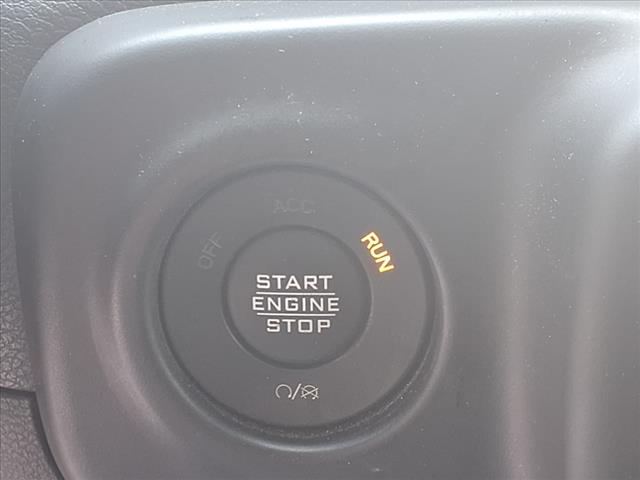 ACC
OFF
RUN
START
ENGINE
STOP